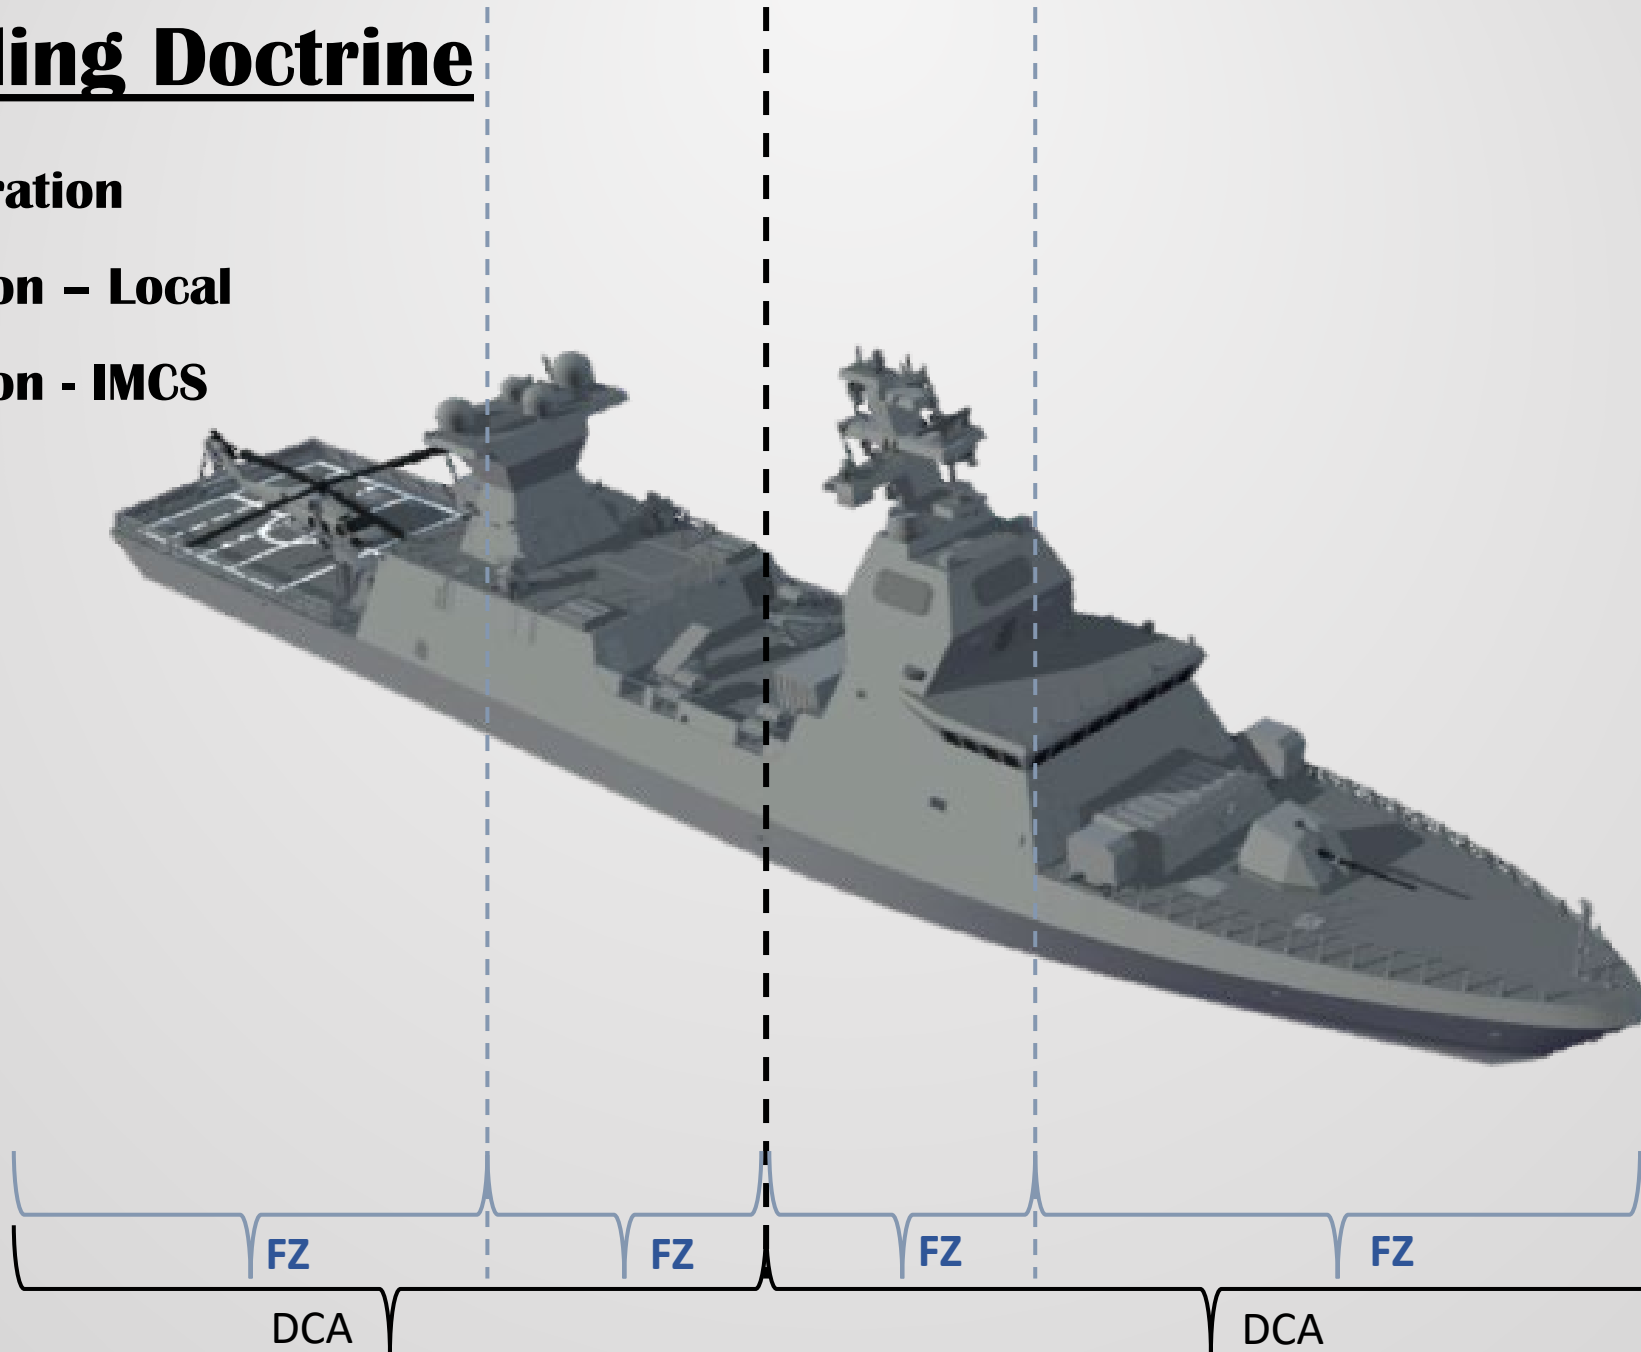 ling Doctrine
ration
on – Local
on - IMCS
FZ FZ FZ FZ
DCA DCA